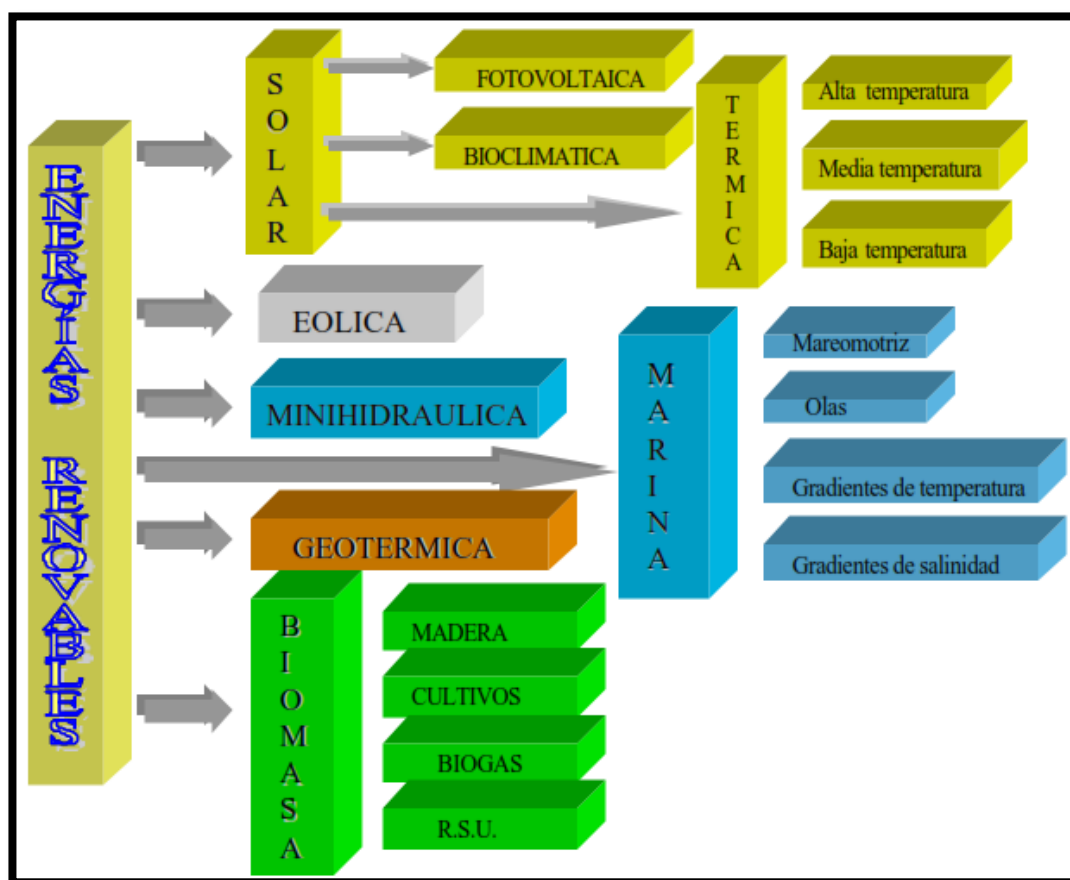 ENERGIAS RENOVABLES
SOLAR
FOTOVOLTAICA
BIOCLIMATICA
TERMICA
Alta temperatura
Media temperatura
Baja temperatura
EOLICA
MINIHIDRAULICA
MARINA
Mareomotriz
Olas
Gradientes de temperatura
Gradientes de salinidad
GEOTERMICA
BIOMASA
MADERA
CULTIVOS
BIOGAS
R.S.U.